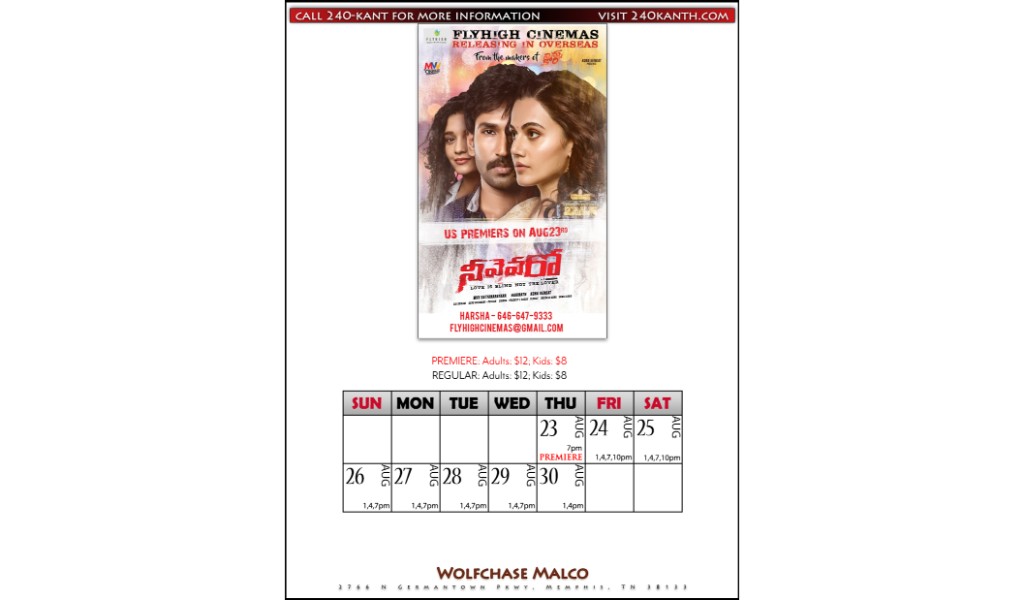 CALL 240-KANT FOR MORE INFORMATION VISIT 240KANTH.COM
FLYHIGH CINEMAS
RELEASING IN OVERSEAS
From the makers of
US PREMIERS ON AUG23RD
నీవెవరో
LOVE IS BLIND NOT THE LOVER
HARSHA - 646-647-9333
FLYHIGHCINEMAS@GMAIL.COM
PREMIERE: Adults: $12; Kids: $8
REGULAR: Adults: $12; Kids: $8
SUN MON TUE WED THU FRI SAT
23 AUG 24 AUG 25 AUG
7pm
PREMIERE 1,4,7,10pm 1,4,7,10pm
26 AUG 27 AUG 28 AUG 29 AUG 30 AUG
1,4,7pm 1,4,7pm 1,4,7pm 1,4,7pm 1,4pm
WOLFCHASE MALCO
2766 N GERMANTOWN PKWY, MEMPHIS, TN 38133